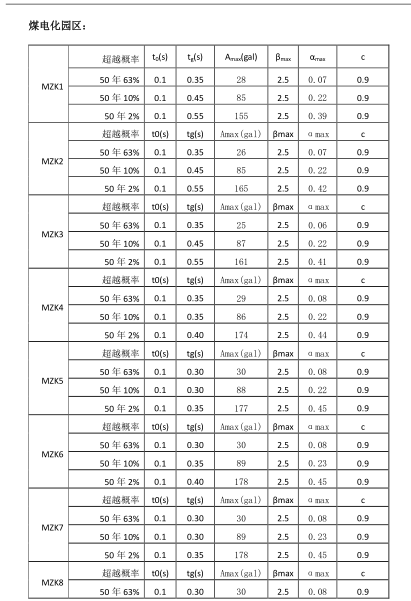 煤电化园区：
超越概率 t₀(s) tg(s) Amax(gal) βmax αmax c
MZK1 50 年 63% 0.1 0.35 28 2.5 0.07 0.9
50 年 10% 0.1 0.45 85 2.5 0.22 0.9
50 年 2% 0.1 0.55 155 2.5 0.39 0.9
超越概率 t0(s) tg(s) Amax(gal) βmax αmax c
MZK2 50 年 63% 0.1 0.35 26 2.5 0.07 0.9
50 年 10% 0.1 0.45 85 2.5 0.22 0.9
50 年 2% 0.1 0.55 165 2.5 0.42 0.9
超越概率 t0(s) tg(s) Amax(gal) βmax αmax c
MZK3 50 年 63% 0.1 0.35 25 2.5 0.06 0.9
50 年 10% 0.1 0.45 87 2.5 0.22 0.9
50 年 2% 0.1 0.55 161 2.5 0.41 0.9
超越概率 t0(s) tg(s) Amax(gal) βmax αmax c
MZK4 50 年 63% 0.1 0.35 29 2.5 0.08 0.9
50 年 10% 0.1 0.35 86 2.5 0.22 0.9
50 年 2% 0.1 0.40 174 2.5 0.44 0.9
超越概率 t0(s) tg(s) Amax(gal) βmax αmax c
MZK5 50 年 63% 0.1 0.30 30 2.5 0.08 0.9
50 年 10% 0.1 0.30 88 2.5 0.22 0.9
50 年 2% 0.1 0.35 177 2.5 0.45 0.9
超越概率 t0(s) tg(s) Amax(gal) βmax αmax c
MZK6 50 年 63% 0.1 0.30 30 2.5 0.08 0.9
50 年 10% 0.1 0.35 89 2.5 0.23 0.9
50 年 2% 0.1 0.40 178 2.5 0.45 0.9
超越概率 t0(s) tg(s) Amax(gal) βmax αmax c
MZK7 50 年 63% 0.1 0.30 30 2.5 0.08 0.9
50 年 10% 0.1 0.30 89 2.5 0.23 0.9
50 年 2% 0.1 0.35 178 2.5 0.45 0.9
MZK8 超越概率 t0(s) tg(s) Amax(gal) βmax αmax c
50 年 63% 0.1 0.30 30 2.5 0.08 0.9